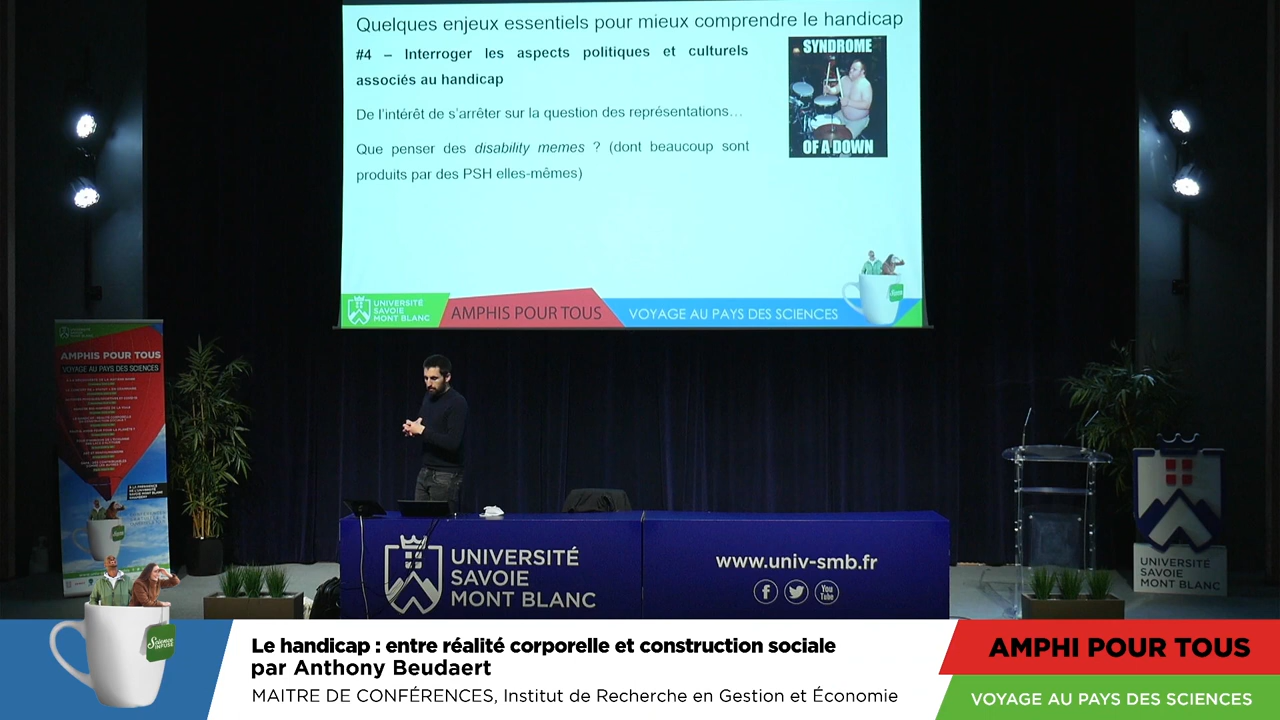 Quelques enjeux essentiels pour mieux comprendre le handicap
#4 – Interroger les aspects politiques et culturels
associés au handicap
De l'intérêt de s'arrêter sur la question des représentations…
Que penser des disability memes ? (dont beaucoup sont
produits par des PSH elles-mêmes)
SYNDROME
OF A DOWN
UNIVERSITÉ
SAVOIE
MONT BLANC
AMPHIS POUR TOUS
VOYAGE AU PAYS DES SCIENCES
AMPHIS POUR TOUS
VOYAGE AU PAYS DES SCIENCES
UNIVERSITÉ
SAVOIE
MONT BLANC
www.univ-smb.fr
You
Tube
UNIVERSITÉ
SAVOIE
MONT BLANC
Science
INFUSE
Le handicap : entre réalité corporelle et construction sociale
par Anthony Beudaert
MAITRE DE CONFÉRENCES, Institut de Recherche en Gestion et Économie
AMPHI POUR TOUS
VOYAGE AU PAYS DES SCIENCES